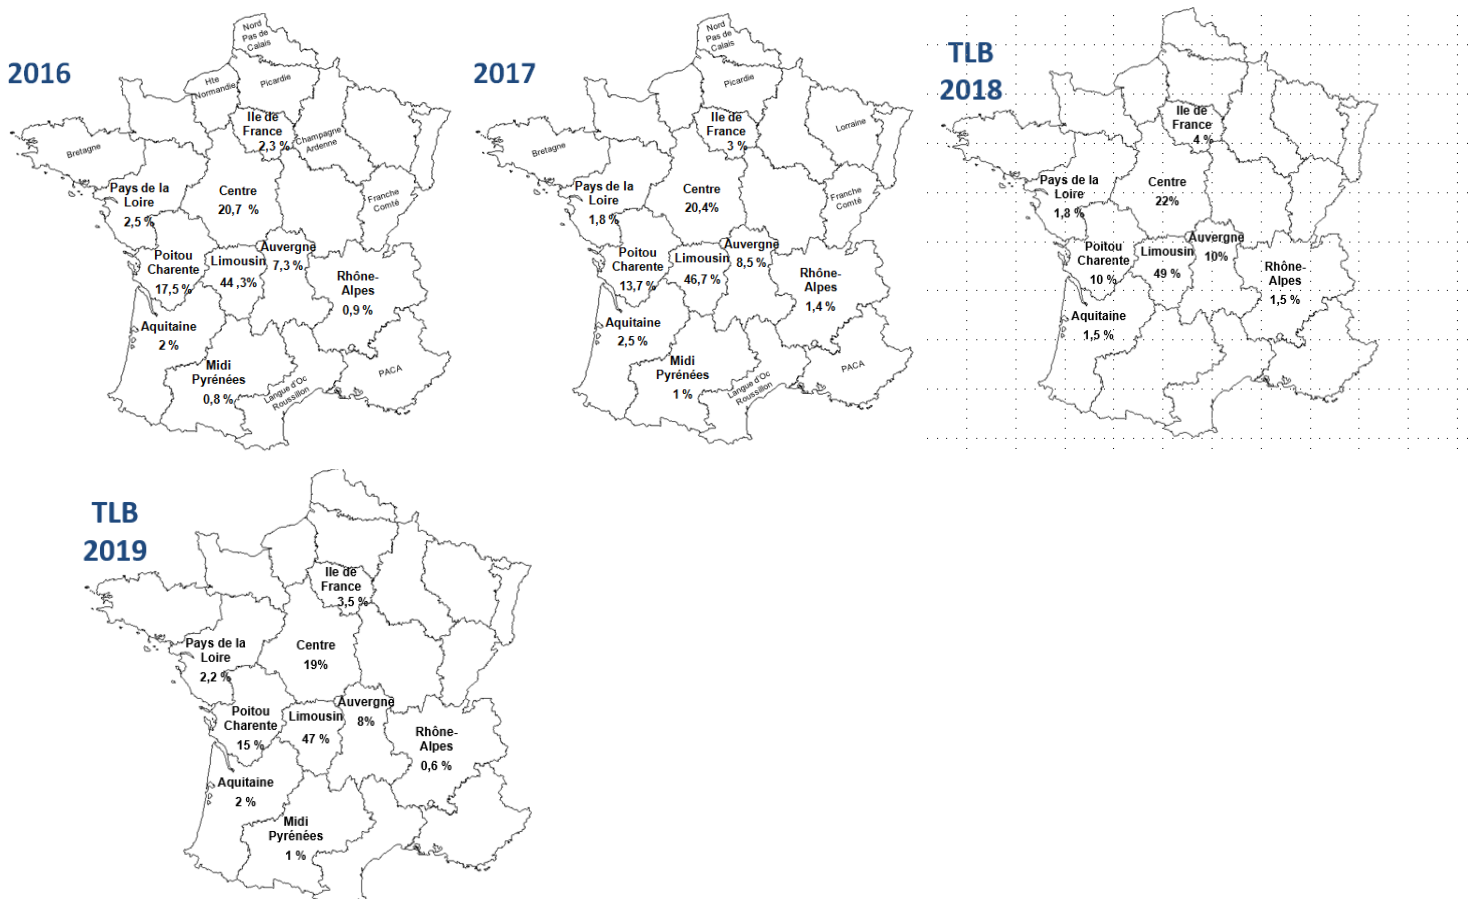 2016
Nord
Pas de
Calais
Hte
Normandie
Picardie
Ile de
France
2,3 %
Champagne
Ardenne
Bretagne
Pays de la
Loire
2,5 %
Centre
20,7 %
Franche
Comté
Poitou
Charente
17,5 %
Limousin
44 ,3%
Auvergne
7,3 %
Rhône-
Alpes
0,9 %
Aquitaine
2 %
Midi
Pyrénées
0,8 %
Langue d'Oc
Roussillon
PACA
2017
Nord
Pas de
Calais
Picardie
Ile de
France
3 %
Lorraine
Bretagne
Pays de la
Loire
1,8 %
Centre
20,4%
Franche
Comté
Poitou
Charente
13,7 %
Limousin
46,7 %
Auvergne
8,5 %
Rhône-
Alpes
1,4 %
Aquitaine
2,5 %
Midi
Pyrénées
1 %
Langue d'Oc
Roussillon
PACA
TLB
2018
Ile de
France
4 %
Pays de la
Loire
1,8 %
Centre
22%
Poitou
Charente
10 %
Limousin
49 %
Auvergne
10%
Rhône-
Alpes
1,5 %
Aquitaine
1,5 %
TLB
2019
Ile de
France
3,5 %
Pays de la
Loire
2,2 %
Centre
19%
Poitou
Charente
15 %
Limousin
47 %
Auvergne
8%
Rhône-
Alpes
0,6 %
Aquitaine
2 %
Midi
Pyrénées
1 %